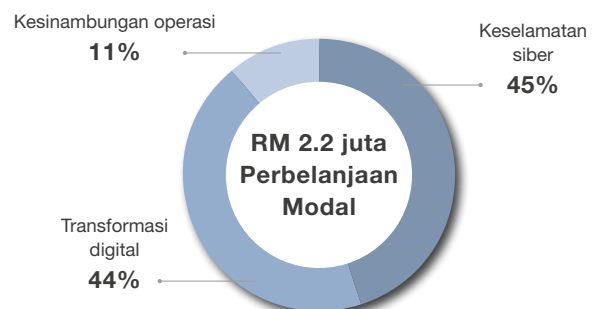 Kesinambungan operasi
11%
Keselamatan
siber
45%
RM 2.2 juta
Perbelanjaan
Modal
Transformasi
digital
44%